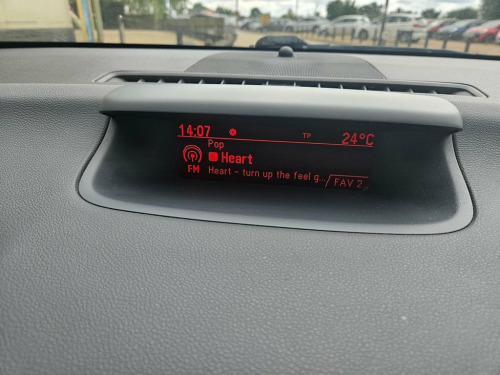 14:07 TP 24°C
Pop
Heart
FM Heart - turn up the feel g... FAV 2